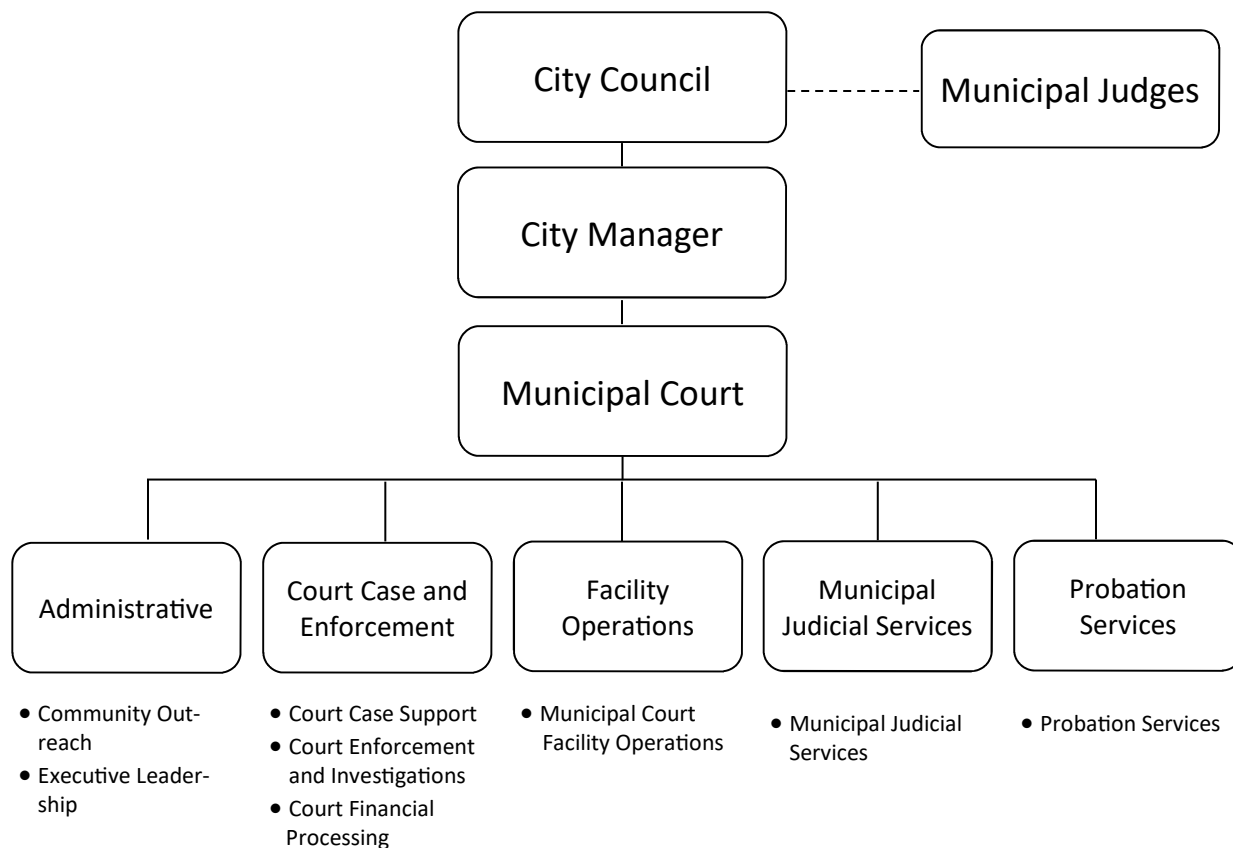 City Council
Municipal Judges
City Manager
Municipal Court
Administrative
Court Case and
Enforcement
Facility
Operations
Municipal
Judicial Services
Probation
Services
• Community Out-
reach
• Executive Leader-
ship
• Court Case Support
• Court Enforcement
and Investigations
• Court Financial
Processing
• Municipal Court
Facility Operations
• Municipal Judicial
Services
• Probation Services